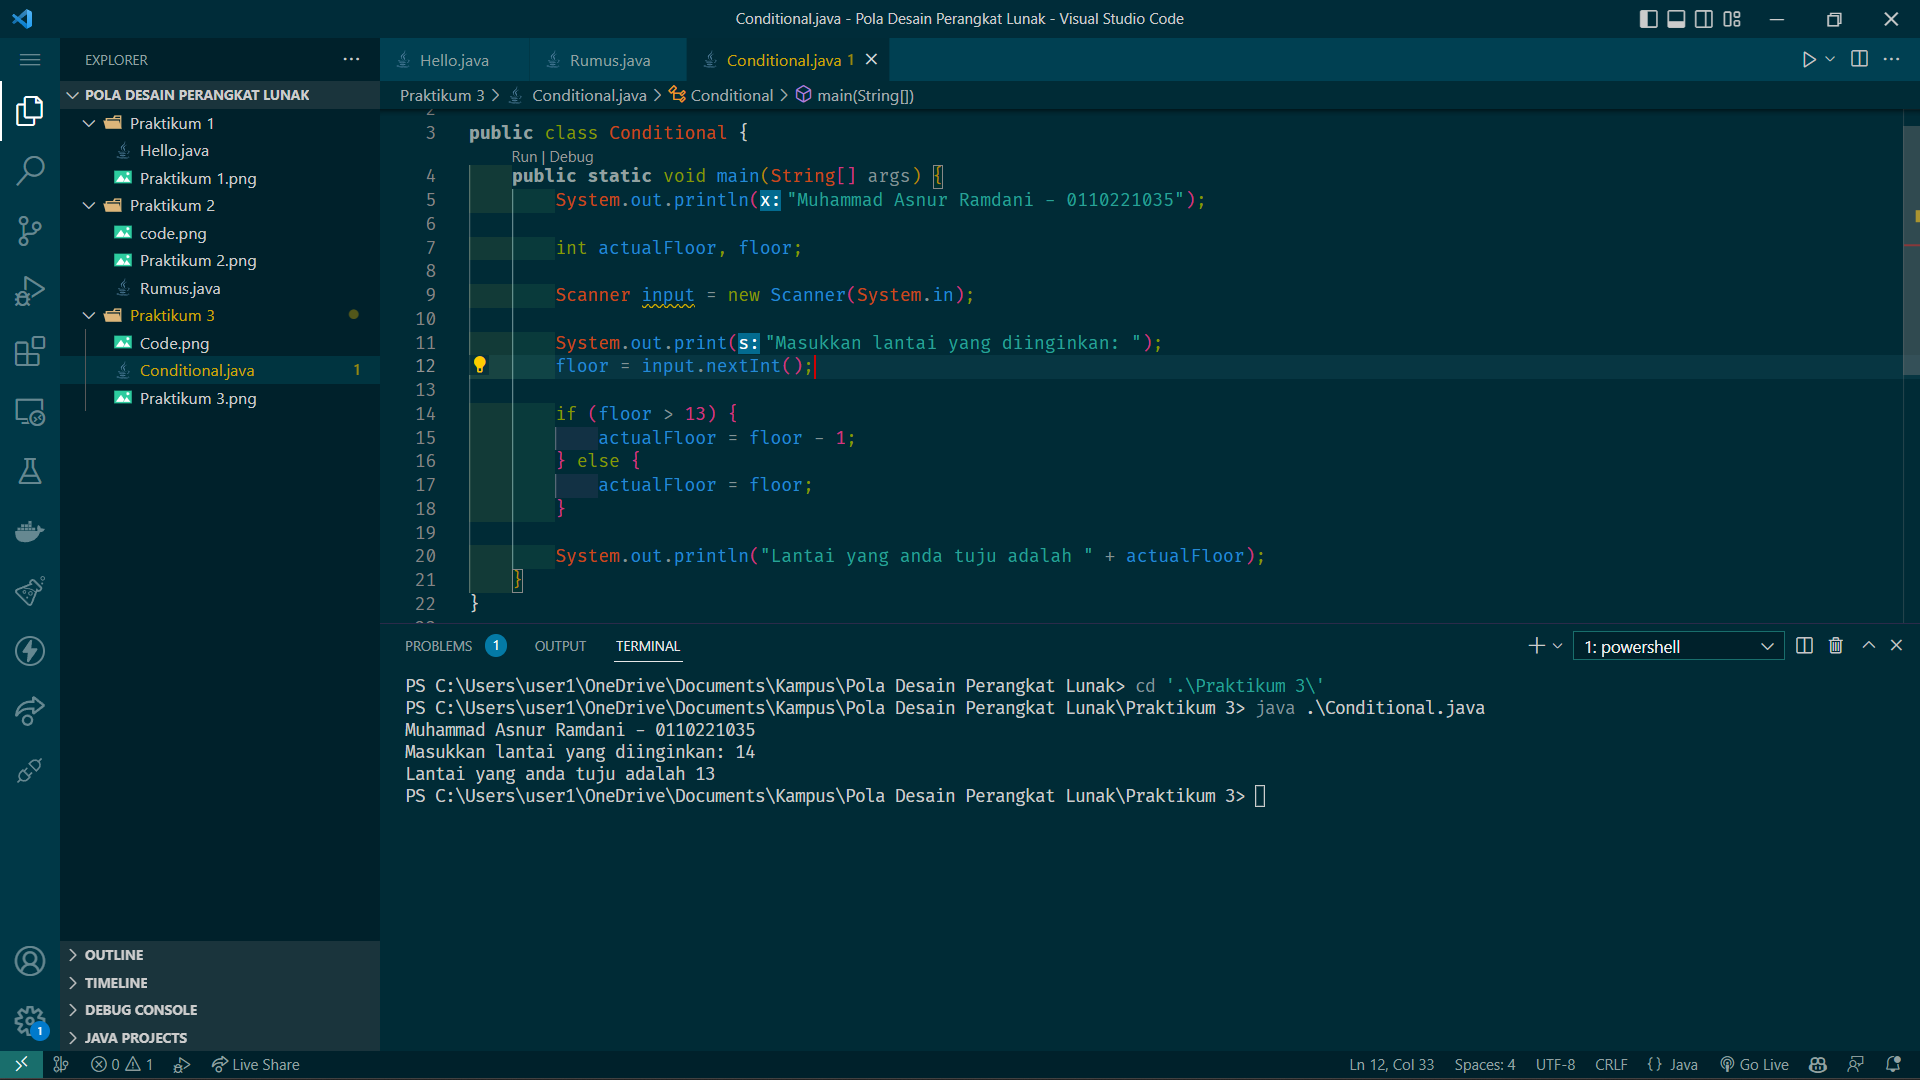 Conditional.java - Pola Desain Perangkat Lunak - Visual Studio Code
EXPLORER
Hello.java
Rumus.java
Conditional.java 1
POLA DESAIN PERANGKAT LUNAK
Praktikum 1
Hello.java
Praktikum 1.png
Praktikum 2
code.png
Praktikum 2.png
Rumus.java
Praktikum 3
Code.png
Conditional.java 1
Praktikum 3.png
OUTLINE
TIMELINE
DEBUG CONSOLE
JAVA PROJECTS
Praktikum 3 > Conditional.java > Conditional > main(String[])
2
3 public class Conditional {
Run | Debug
4 public static void main(String[] args) {
5 System.out.println(x: "Muhammad Asnur Ramdani - 0110221035");
6
7 int actualFloor, floor;
8
9 Scanner input = new Scanner(System.in);
10
11 System.out.print(s: "Masukkan lantai yang diinginkan: ");
12 floor = input.nextInt();
13
14 if (floor > 13) {
15 actualFloor = floor - 1;
16 } else {
17 actualFloor = floor;
18 }
19
20 System.out.println("Lantai yang anda tuju adalah " + actualFloor);
21 }
22 }
PROBLEMS 1 OUTPUT TERMINAL
1: powershell
PS C:\Users\user1\OneDrive\Documents\Kampus\Pola Desain Perangkat Lunak> cd '.\Praktikum 3\'
PS C:\Users\user1\OneDrive\Documents\Kampus\Pola Desain Perangkat Lunak\Praktikum 3> java .\Conditional.java
Muhammad Asnur Ramdani - 0110221035
Masukkan lantai yang diinginkan: 14
Lantai yang anda tuju adalah 13
PS C:\Users\user1\OneDrive\Documents\Kampus\Pola Desain Perangkat Lunak\Praktikum 3>
1
0 1 Live Share
Ln 12, Col 33 Spaces: 4 UTF-8 CRLF {} Java Go Live